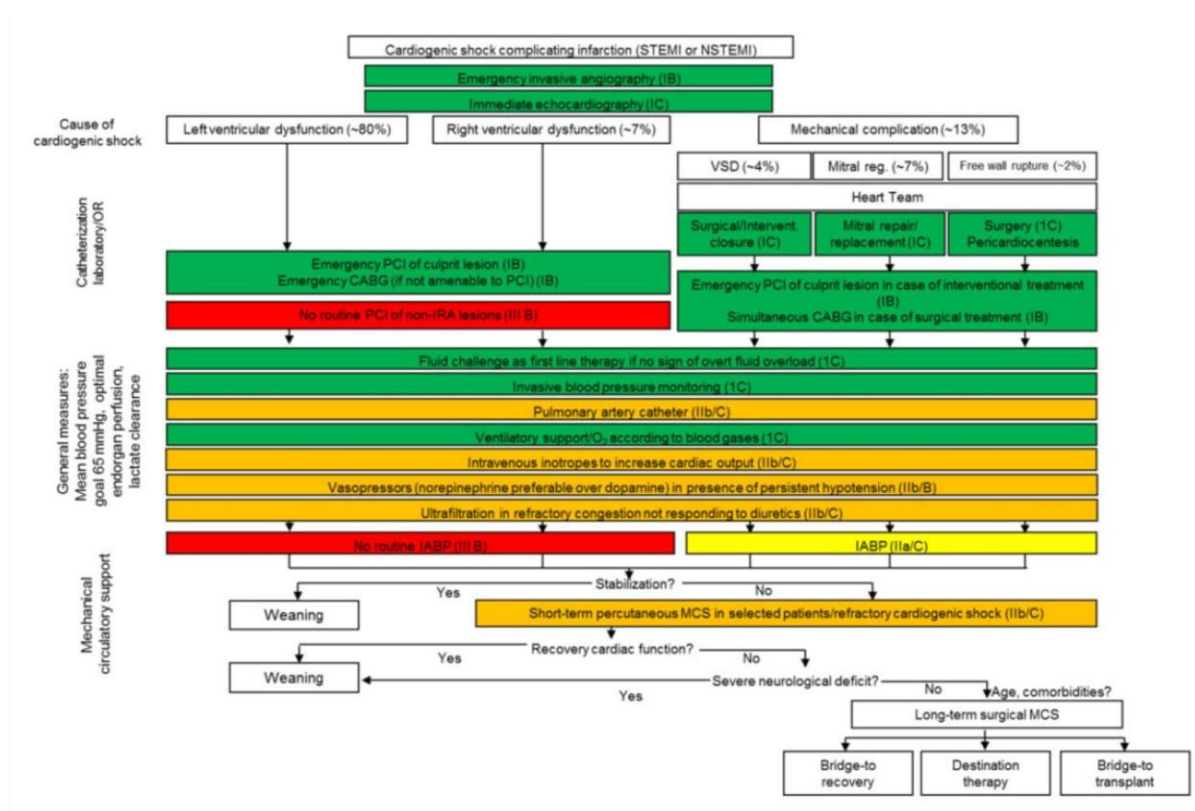 Cardiogenic shock complicating infarction (STEMI or NSTEMI)
Emergency invasive angiography (IB)
Immediate echocardiography (IC)
Cause of
cardiogenic shock
Left ventricular dysfunction (~80%)
Right ventricular dysfunction (~7%)
Mechanical complication (~13%)
VSD (~4%)
Mitral reg. (~7%)
Free wall rupture (~2%)
Heart Team
Catheterization
laboratory/OR
Surgical/Intervent.
closure (IC)
Mitral repair/
replacement (IC)
Surgery (1C)
Pericardiocentesis
Emergency PCI of culprit lesion (IB)
Emergency CABG (if not amenable to PCI) (IB)
Emergency PCI of culprit lesion in case of interventional treatment
(IB)
Simultaneous CABG in case of surgical treatment (IB)
No routine PCI of non-IRA lesions (III B)
General measures:
Mean blood pressure
goal 65 mmHg, optimal
endorgan perfusion,
lactate clearance
Fluid challenge as first line therapy if no sign of overt fluid overload (1C)
Invasive blood pressure monitoring (1C)
Pulmonary artery catheter (IIb/C)
Ventilatory support/O₂ according to blood gases (1C)
Intravenous inotropes to increase cardiac output (IIb/C)
Vasopressors (norepinephrine preferable over dopamine) in presence of persistent hypotension (IIb/B)
Ultrafiltration in refractory congestion not responding to diuretics (IIb/C)
No routine IABP (III B)
IABP (IIa/C)
Mechanical
circulatory support
Stabilization?
Yes
No
Weaning
Short-term percutaneous MCS in selected patients/refractory cardiogenic shock (IIb/C)
Recovery cardiac function?
Yes
No
Weaning
Severe neurological deficit?
Yes
No
Age, comorbidities?
Long-term surgical MCS
Bridge-to
recovery
Destination
therapy
Bridge-to
transplant